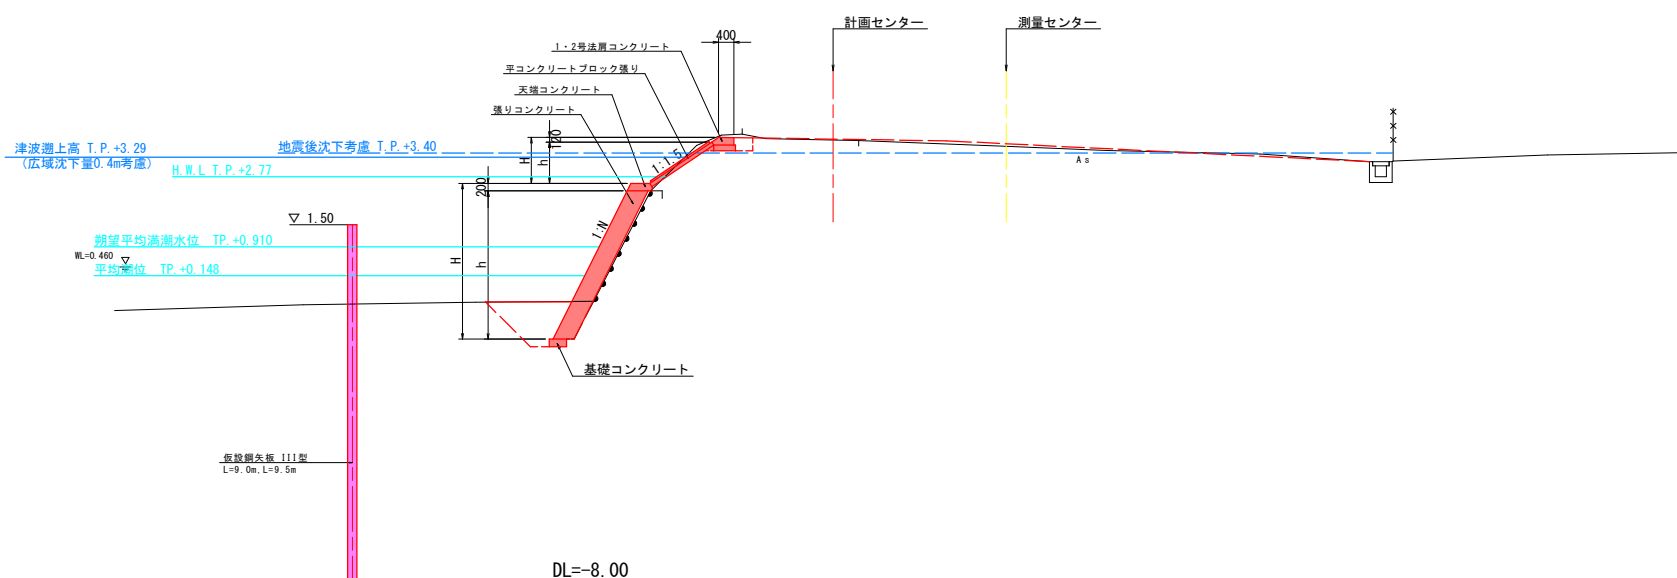 計画センター
測量センター
400
1・2号法肩コンクリート
平コンクリートブロック張り
天端コンクリート
張りコンクリート
津波遡上高 T.P.+3.29
(広域沈下量0.4m考慮)
地震後沈下考慮 T.P.+3.40
120
H
h
1:1.5
As
H.W.L T.P.+2.77
200
▽ 1.50
1:N
朔望平均満潮水位 TP.+0.910
WL=0.460 ▽
平均潮位 TP.+0.148
H
h
基礎コンクリート
仮設鋼矢板 III型
L=9.0m,L=9.5m
DL=-8.00